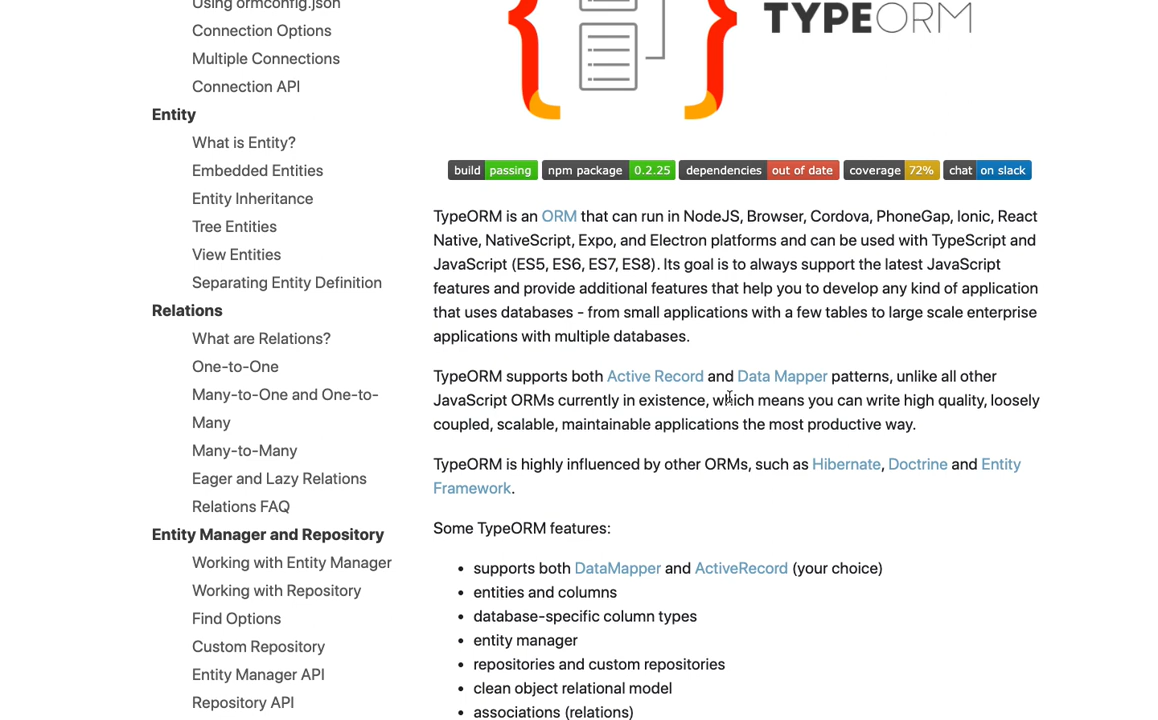 Using ormconfig.json
Connection Options
Multiple Connections
Connection API
Entity
What is Entity?
Embedded Entities
Entity Inheritance
Tree Entities
View Entities
Separating Entity Definition
Relations
What are Relations?
One-to-One
Many-to-One and One-to-
Many
Many-to-Many
Eager and Lazy Relations
Relations FAQ
Entity Manager and Repository
Working with Entity Manager
Working with Repository
Find Options
Custom Repository
Entity Manager API
Repository API
TYPEORM
build passing npm package 0.2.25 dependencies out of date coverage 72% chat on slack
TypeORM is an ORM that can run in NodeJS, Browser, Cordova, PhoneGap, Ionic, React
Native, NativeScript, Expo, and Electron platforms and can be used with TypeScript and
JavaScript (ES5, ES6, ES7, ES8). Its goal is to always support the latest JavaScript
features and provide additional features that help you to develop any kind of application
that uses databases - from small applications with a few tables to large scale enterprise
applications with multiple databases.
TypeORM supports both Active Record and Data Mapper patterns, unlike all other
JavaScript ORMs currently in existence, which means you can write high quality, loosely
coupled, scalable, maintainable applications the most productive way.
TypeORM is highly influenced by other ORMs, such as Hibernate, Doctrine and Entity
Framework.
Some TypeORM features:
• supports both DataMapper and ActiveRecord (your choice)
• entities and columns
• database-specific column types
• entity manager
• repositories and custom repositories
• clean object relational model
• associations (relations)